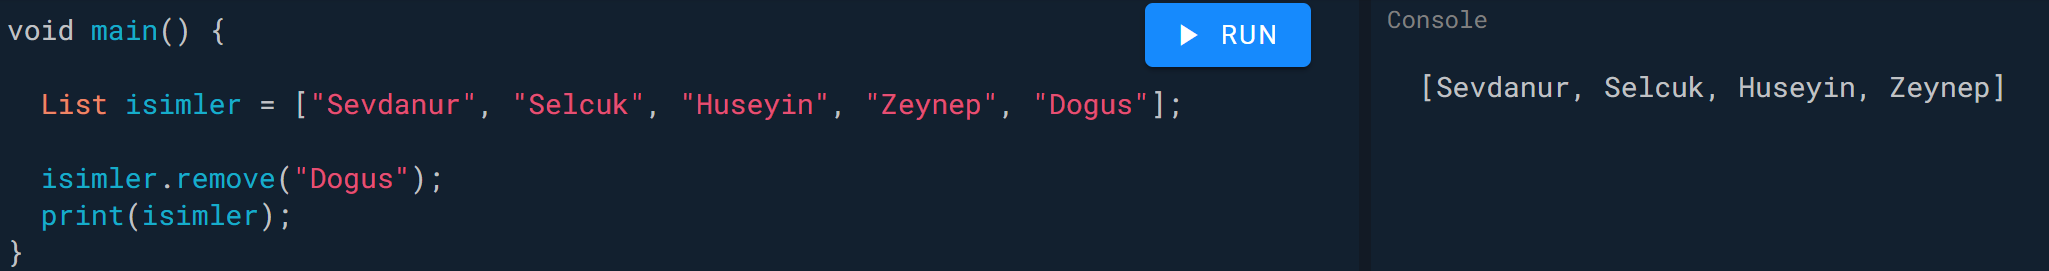 void main() {
RUN
List isimler = ["Sevdanur", "Selcuk", "Huseyin", "Zeynep", "Dogus"];
isimler.remove("Dogus");
print(isimler);
}
Console
[Sevdanur, Selcuk, Huseyin, Zeynep]